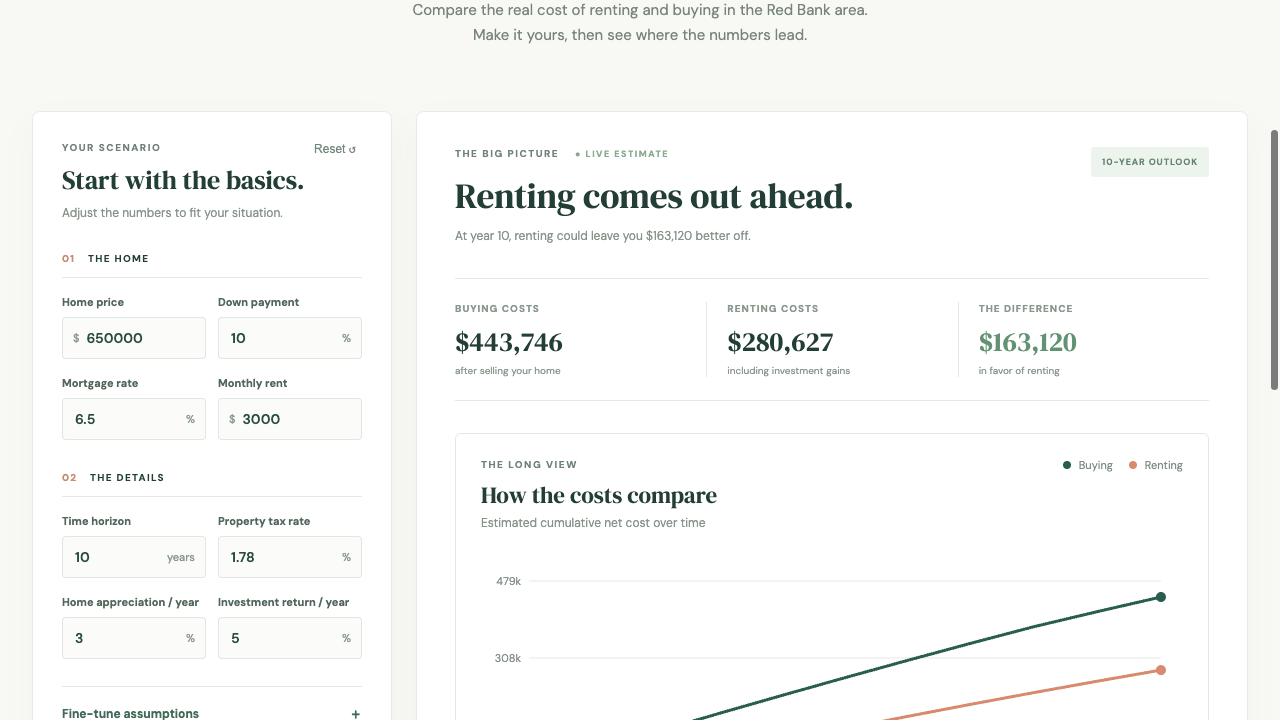 Compare the real cost of renting and buying in the Red Bank area.
Make it yours, then see where the numbers lead.
YOUR SCENARIO
Reset ↺
Start with the basics.
Adjust the numbers to fit your situation.
01 THE HOME
Home price
Down payment
$ 650000
10 %
Mortgage rate
Monthly rent
6.5 %
$ 3000
02 THE DETAILS
Time horizon
Property tax rate
10 years
1.78 %
Home appreciation / year
Investment return / year
3 %
5 %
Fine-tune assumptions +
THE BIG PICTURE
● LIVE ESTIMATE
10-YEAR OUTLOOK
Renting comes out ahead.
At year 10, renting could leave you $163,120 better off.
BUYING COSTS
$443,746
after selling your home
RENTING COSTS
$280,627
including investment gains
THE DIFFERENCE
$163,120
in favor of renting
THE LONG VIEW
Buying
Renting
How the costs compare
Estimated cumulative net cost over time
479k
308k